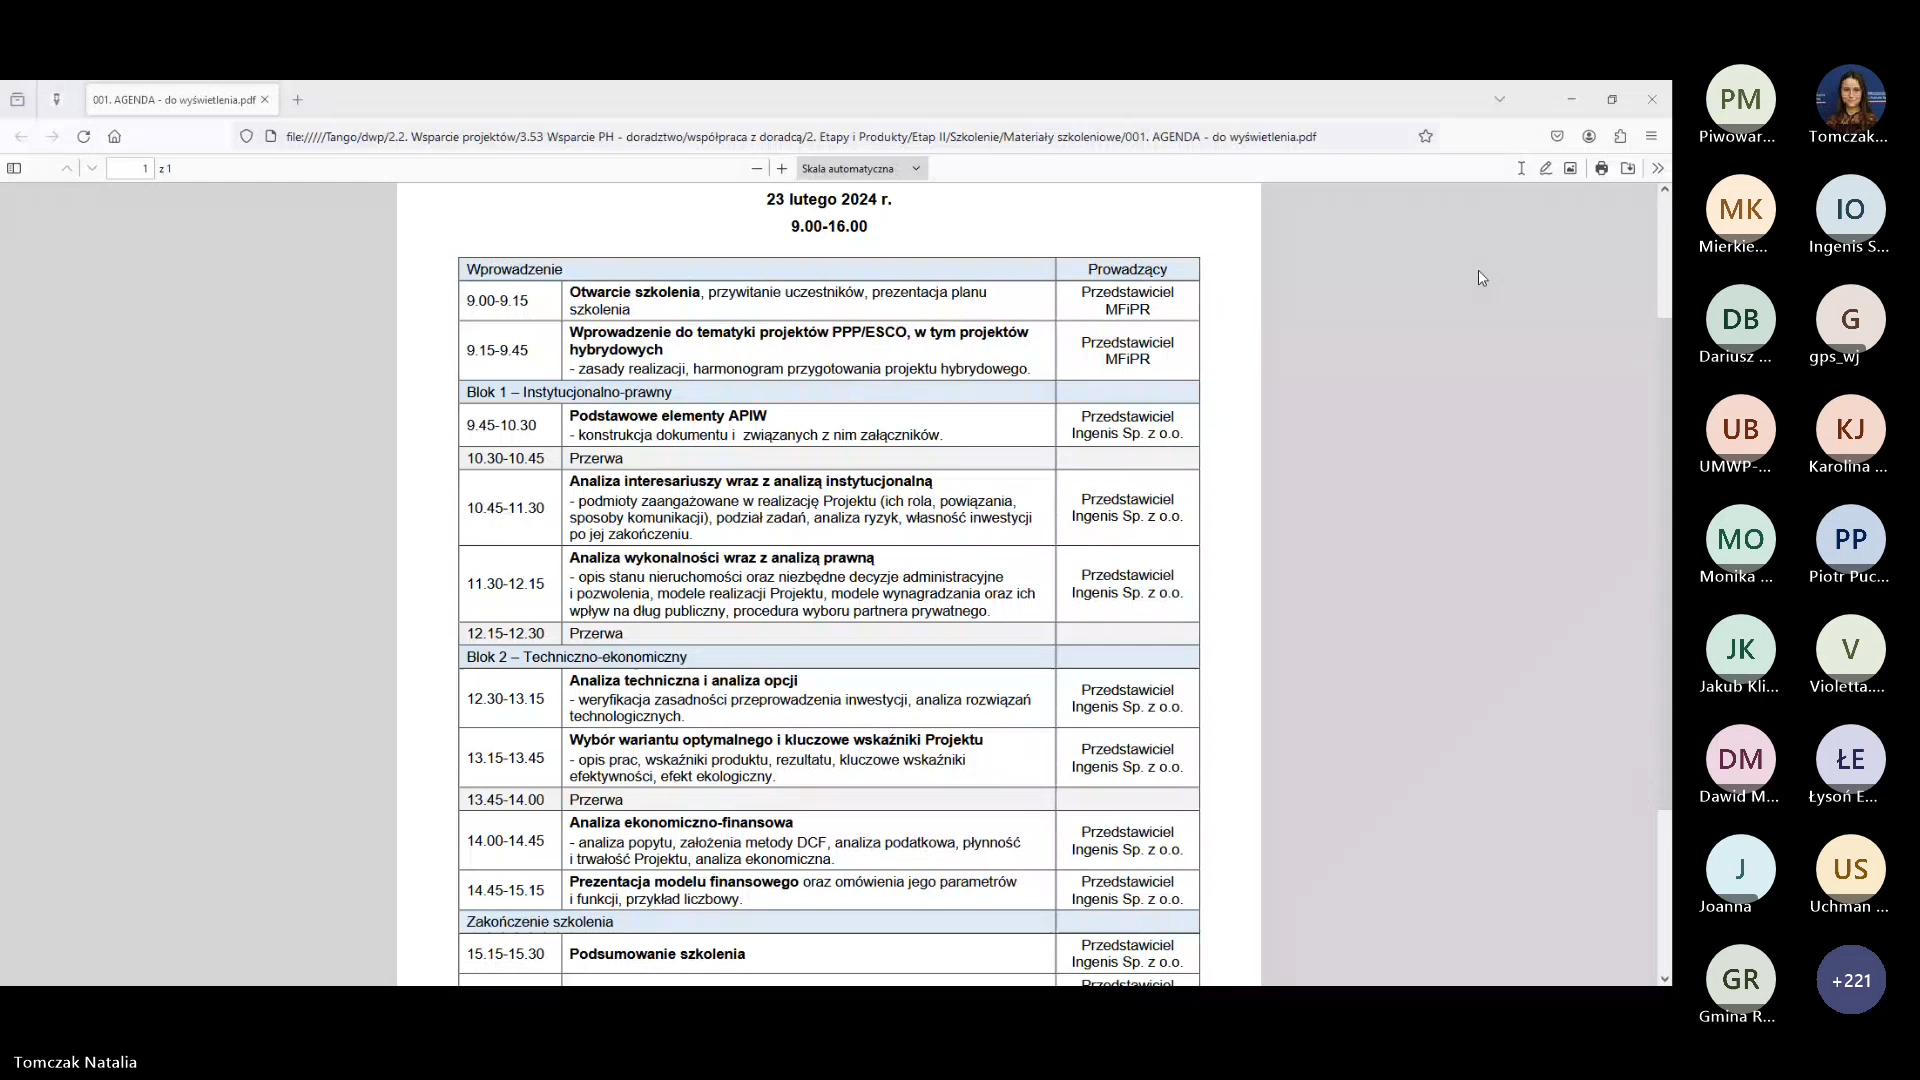 001. AGENDA - do wyświetlenia.pdf
file://///Tango/dwp/2.2. Wsparcie projektów/3.53 Wsparcie PH - doradztwo/współpraca z doradcą/2. Etapy i Produkty/Etap II/Szkolenie/Materiały szkoleniowe/001. AGENDA - do wyświetlenia.pdf
1 z 1
Skala automatyczna
23 lutego 2024 r.
9.00-16.00
Wprowadzenie
Prowadzący
9.00-9.15
Otwarcie szkolenia, przywitanie uczestników, prezentacja planu
szkolenia
Przedstawiciel
MFiPR
9.15-9.45
Wprowadzenie do tematyki projektów PPP/ESCO, w tym projektów
hybrydowych
- zasady realizacji, harmonogram przygotowania projektu hybrydowego.
Przedstawiciel
MFiPR
Blok 1 – Instytucjonalno-prawny
9.45-10.30
Podstawowe elementy APIW
- konstrukcja dokumentu i związanych z nim załączników.
Przedstawiciel
Ingenis Sp. z o.o.
10.30-10.45
Przerwa
10.45-11.30
Analiza interesariuszy wraz z analizą instytucjonalną
- podmioty zaangażowane w realizację Projektu (ich rola, powiązania,
sposoby komunikacji), podział zadań, analiza ryzyk, własność inwestycji
po jej zakończeniu.
Przedstawiciel
Ingenis Sp. z o.o.
11.30-12.15
Analiza wykonalności wraz z analizą prawną
- opis stanu nieruchomości oraz niezbędne decyzje administracyjne
i pozwolenia, modele realizacji Projektu, modele wynagradzania oraz ich
wpływ na dług publiczny, procedura wyboru partnera prywatnego.
Przedstawiciel
Ingenis Sp. z o.o.
12.15-12.30
Przerwa
Blok 2 – Techniczno-ekonomiczny
12.30-13.15
Analiza techniczna i analiza opcji
- weryfikacja zasadności przeprowadzenia inwestycji, analiza rozwiązań
technologicznych.
Przedstawiciel
Ingenis Sp. z o.o.
13.15-13.45
Wybór wariantu optymalnego i kluczowe wskaźniki Projektu
- opis prac, wskaźniki produktu, rezultatu, kluczowe wskaźniki
efektywności, efekt ekologiczny.
Przedstawiciel
Ingenis Sp. z o.o.
13.45-14.00
Przerwa
14.00-14.45
Analiza ekonomiczno-finansowa
- analiza popytu, założenia metody DCF, analiza podatkowa, płynność
i trwałość Projektu, analiza ekonomiczna.
Przedstawiciel
Ingenis Sp. z o.o.
14.45-15.15
Prezentacja modelu finansowego oraz omówienia jego parametrów
i funkcji, przykład liczbowy.
Przedstawiciel
Ingenis Sp. z o.o.
Zakończenie szkolenia
15.15-15.30
Podsumowanie szkolenia
Przedstawiciel
Ingenis Sp. z o.o.
Przedstawiciel
PM
Piwowar...
Tomczak...
MK
Mierkie...
IO
Ingenis S...
DB
Dariusz ...
G
gps_wj
UB
UMWP-...
KJ
Karolina ...
MO
Monika ...
PP
Piotr Puc...
JK
Jakub Kli...
V
Violetta....
DM
Dawid M...
ŁE
Łysoń E...
J
Joanna
US
Uchman ...
GR
Gmina R...
+221
Tomczak Natalia